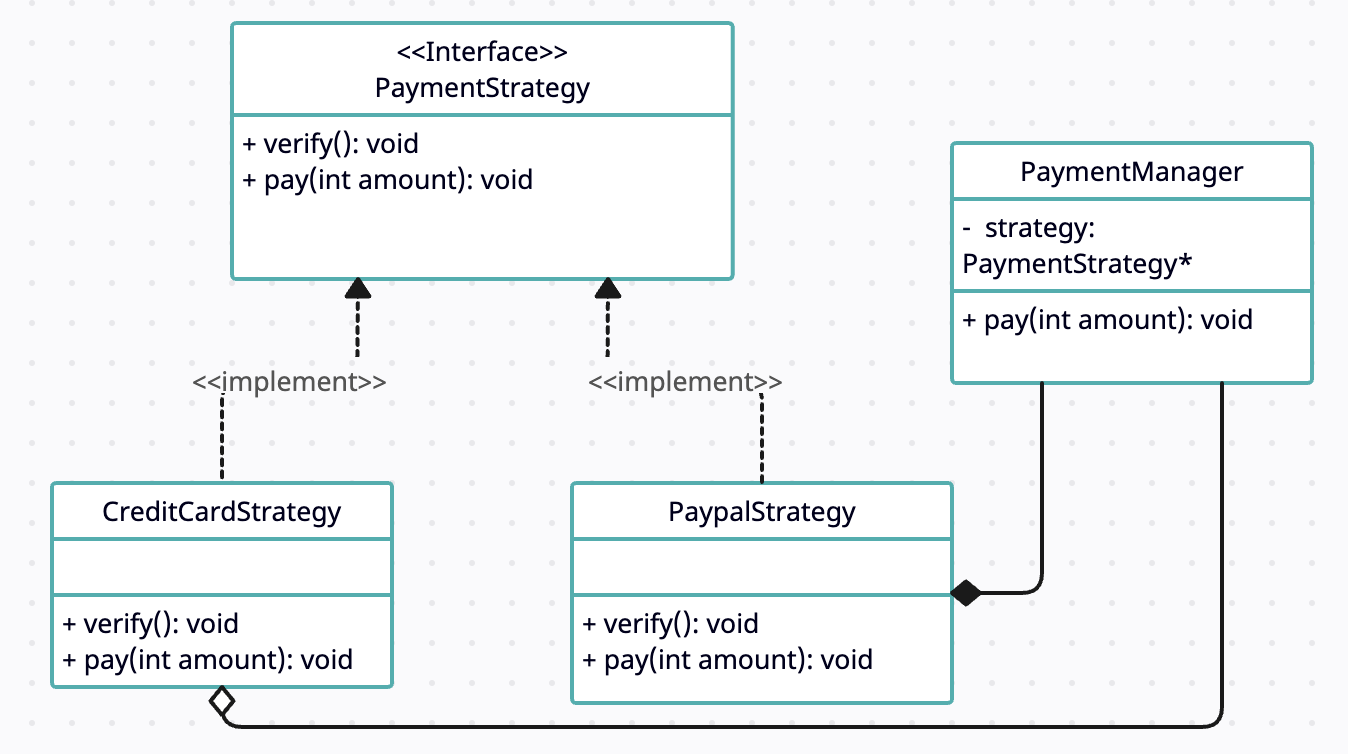 <<Interface>>
PaymentStrategy
+ verify(): void
+ pay(int amount): void
PaymentManager
-  strategy:
PaymentStrategy*
+ pay(int amount): void
<<implement>>
<<implement>>
CreditCardStrategy
+ verify(): void
+ pay(int amount): void
PaypalStrategy
+ verify(): void
+ pay(int amount): void